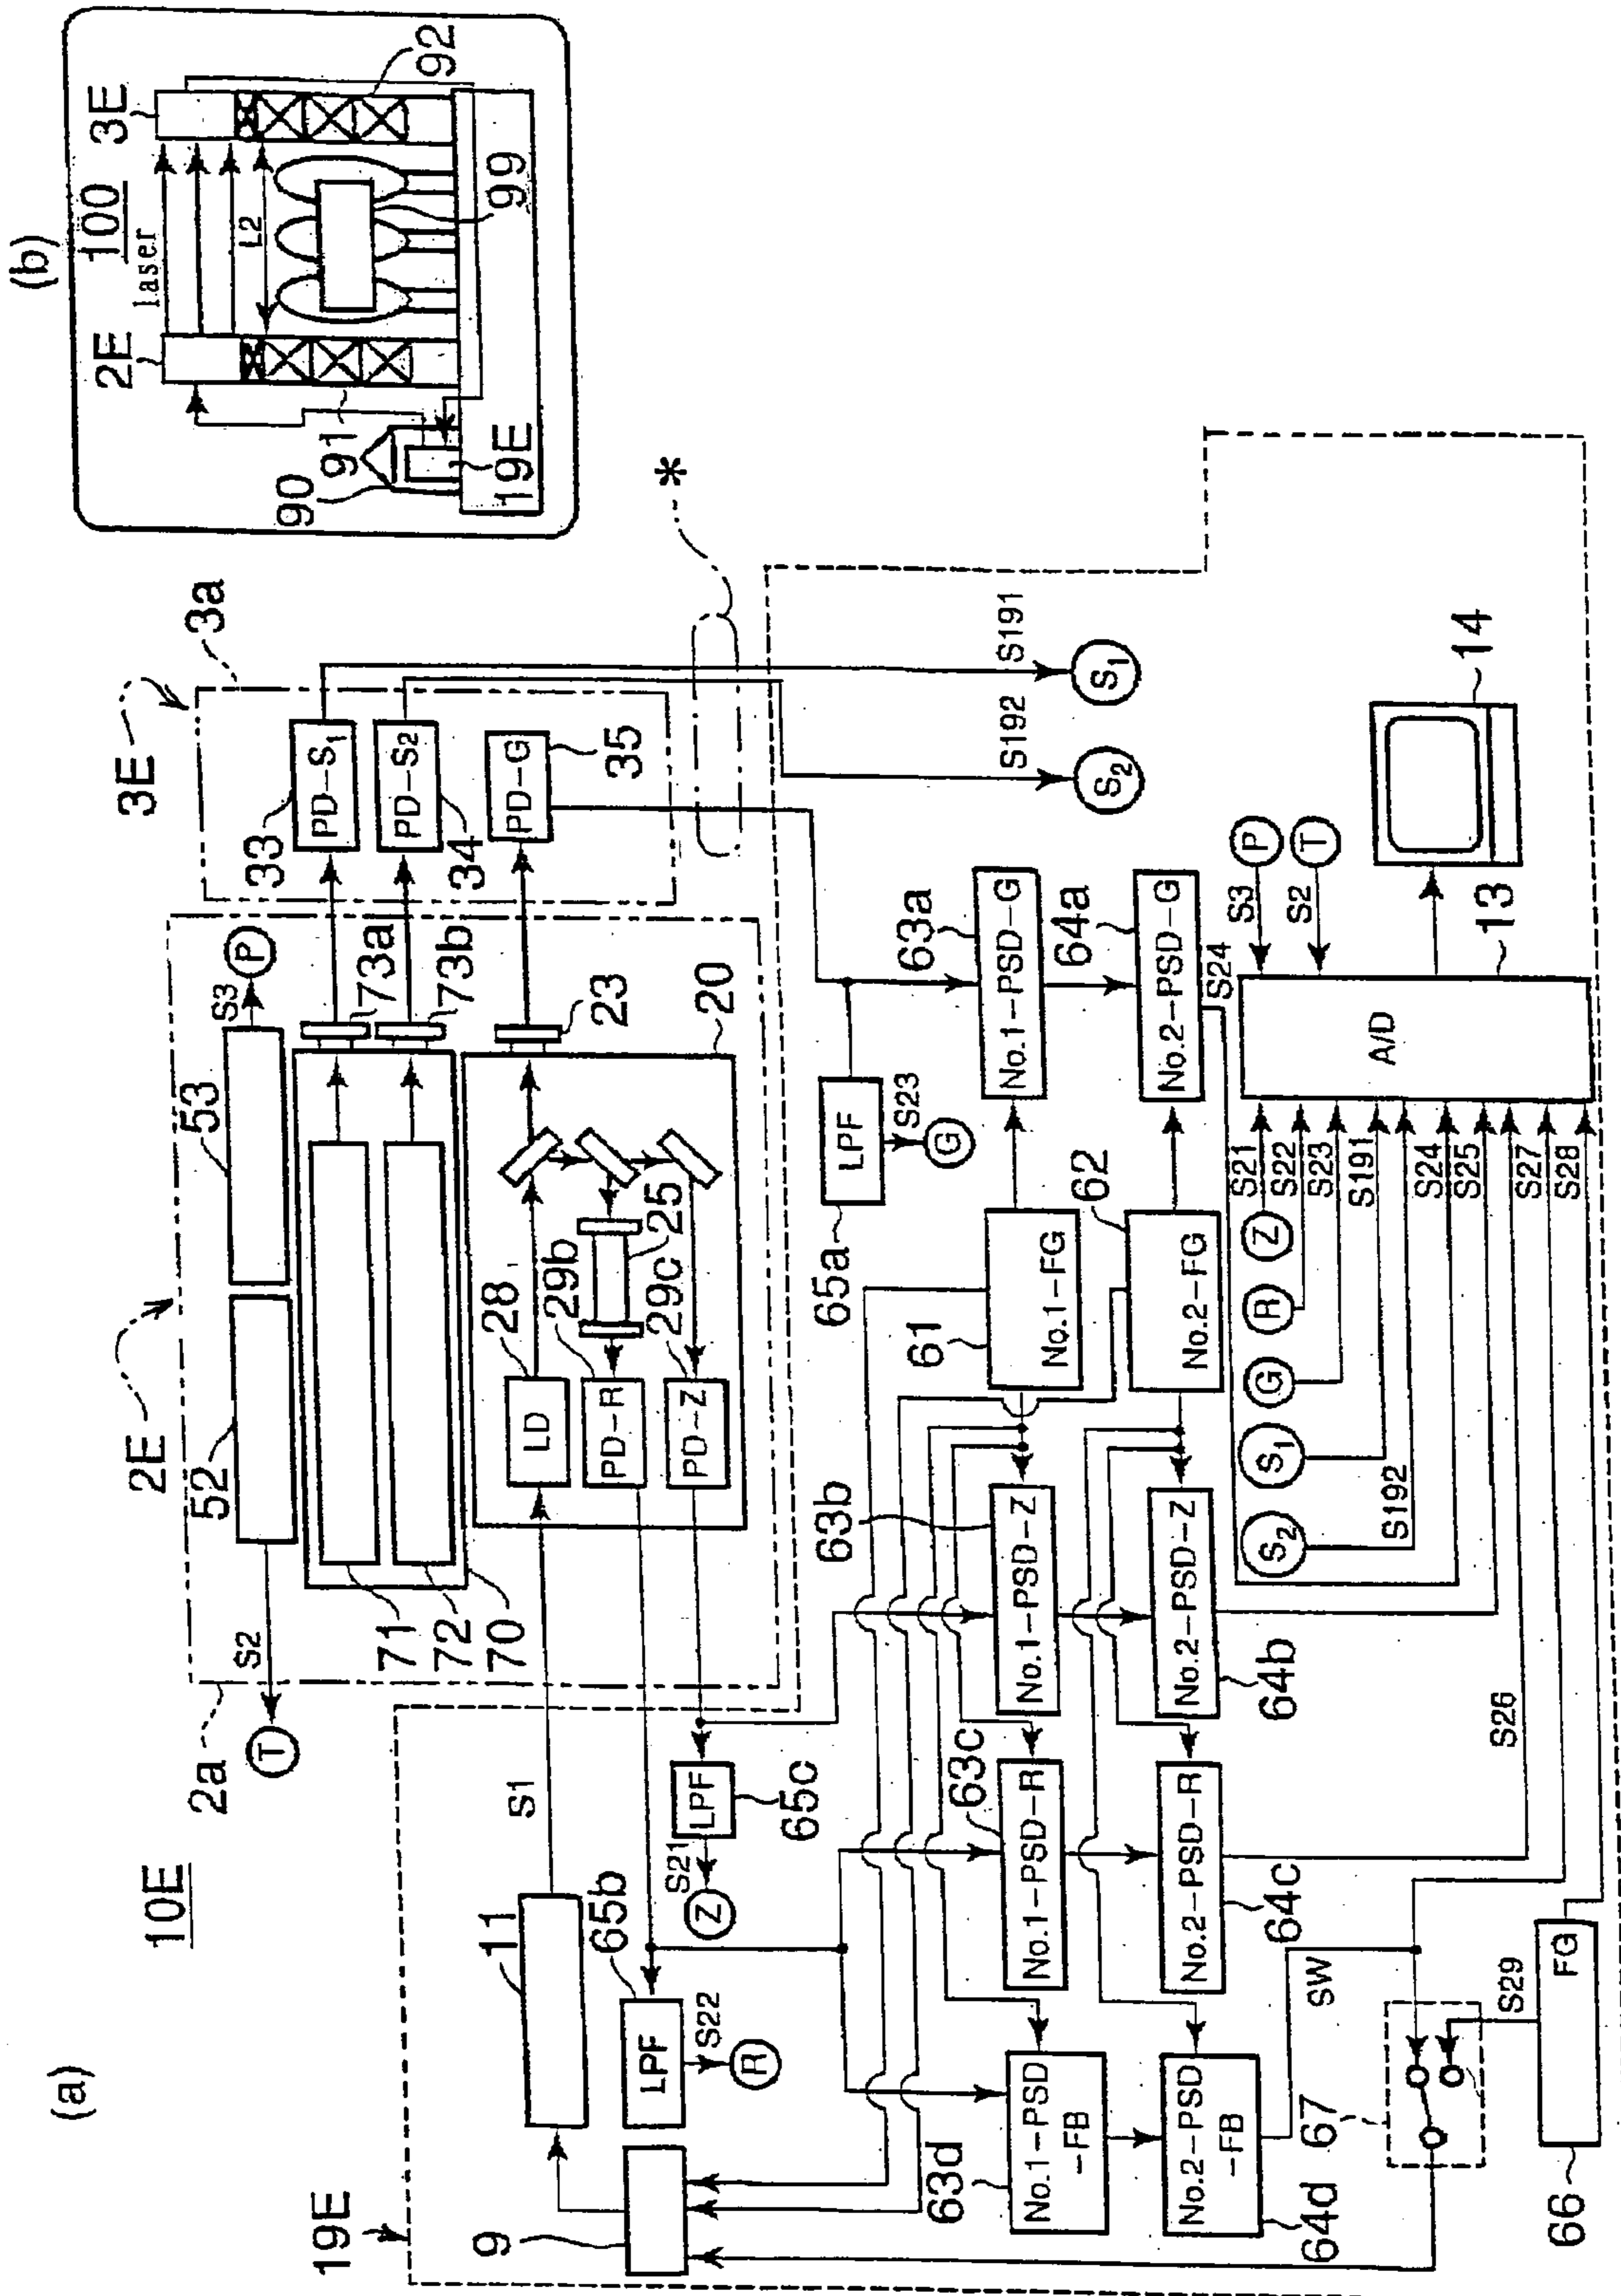 (a)
10E
(b)
2E
laser
100
3E
L2
90
91
19E
99
92
2E
3E
3a
2a
52
53
S2
T
S3
P
71
72
70
73a
73b
33
PD-S1
34
PD-S2
35
PD-G
*
S191
S1
S192
S2
28
LD
29b
PD-R
25
29c
PD-Z
23
20
19E
11
S1
9
65b
LPF
S22
R
S21
Z
LPF
65c
65a
LPF
S23
G
63a
No.1-PSD-G
64a
No.2-PSD-G
S24
61
No.1-FG
62
No.2-FG
63b
No.1-PSD-Z
No.2-PSD-Z
64b
63c
No.1-PSD-R
No.2-PSD-R
64c
63d
No.1-PSD
-FB
No.2-PSD
-FB
64d
S3
P
S2
T
14
13
A/D
Z
S21
R
S22
G
S23
S1
S191
S2
S192
S24
S25
S26
S27
S28
SW
67
S29
FG
66